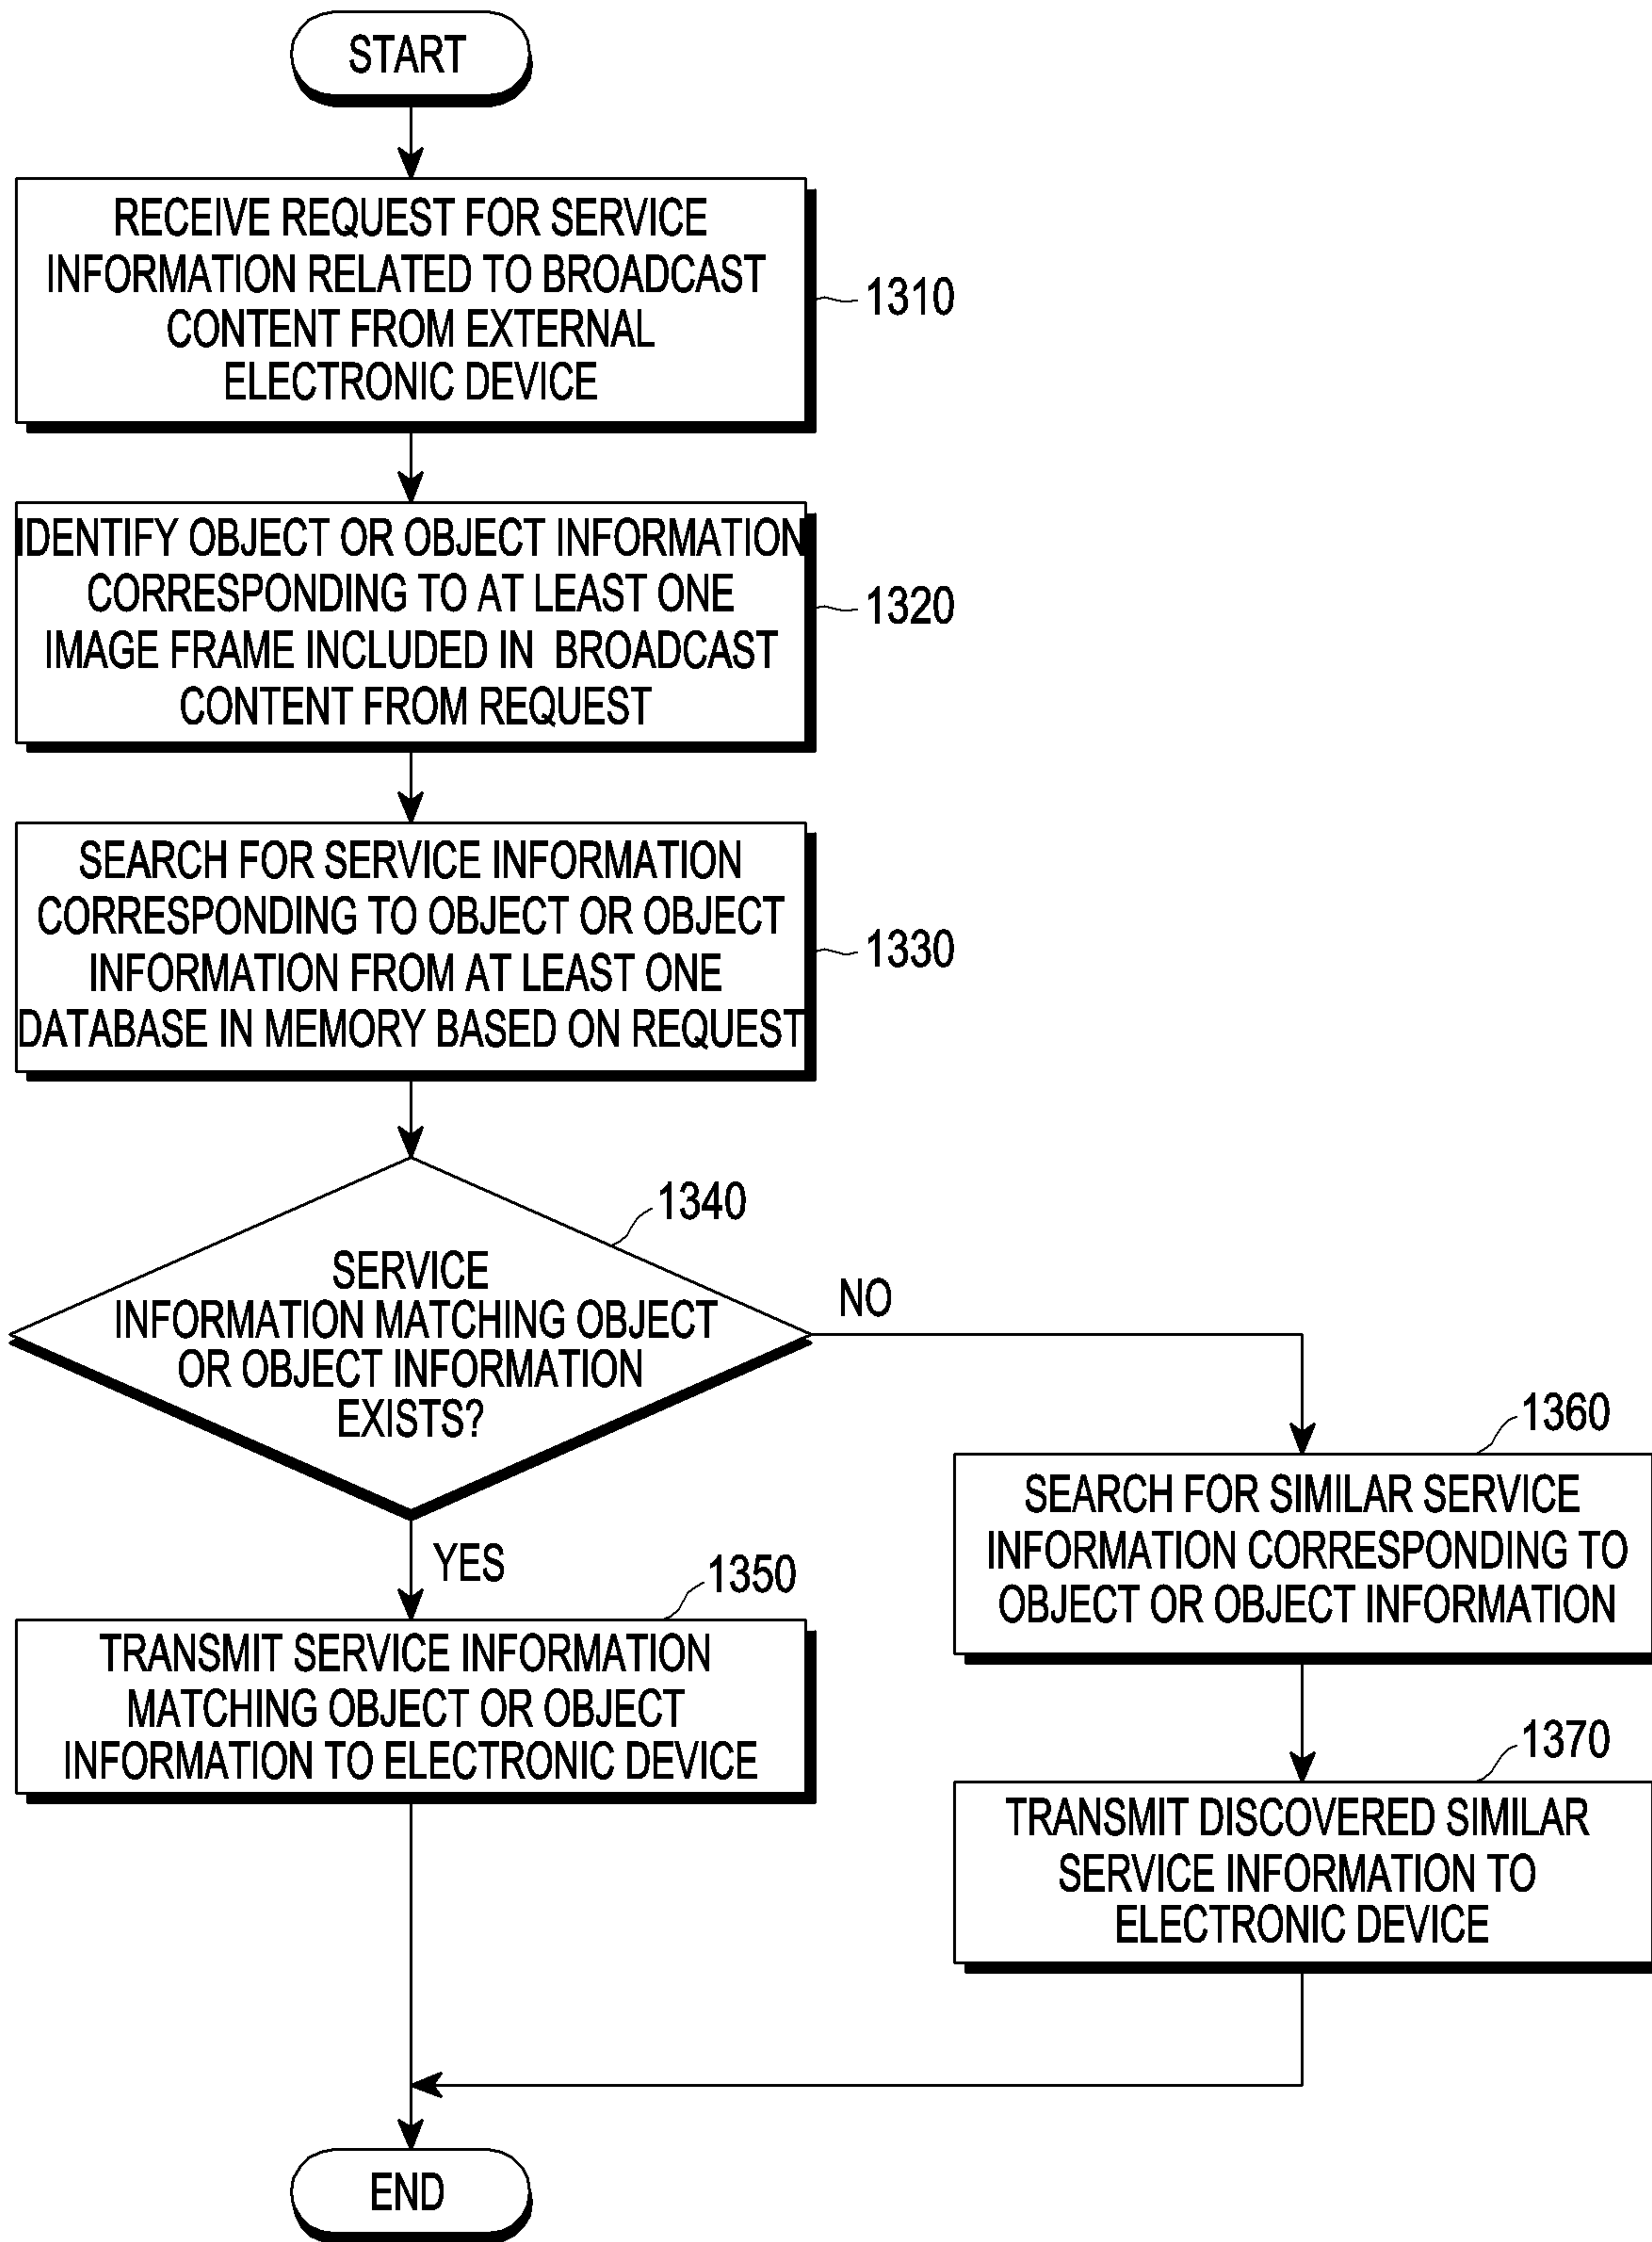 START
RECEIVE REQUEST FOR SERVICE
INFORMATION RELATED TO BROADCAST
CONTENT FROM EXTERNAL
ELECTRONIC DEVICE
1310
IDENTIFY OBJECT OR OBJECT INFORMATION
CORRESPONDING TO AT LEAST ONE
IMAGE FRAME INCLUDED IN BROADCAST
CONTENT FROM REQUEST
1320
SEARCH FOR SERVICE INFORMATION
CORRESPONDING TO OBJECT OR OBJECT
INFORMATION FROM AT LEAST ONE
DATABASE IN MEMORY BASED ON REQUEST
1330
1340
SERVICE
INFORMATION MATCHING OBJECT
OR OBJECT INFORMATION
EXISTS?
NO
YES
1350
TRANSMIT SERVICE INFORMATION
MATCHING OBJECT OR OBJECT
INFORMATION TO ELECTRONIC DEVICE
1360
SEARCH FOR SIMILAR SERVICE
INFORMATION CORRESPONDING TO
OBJECT OR OBJECT INFORMATION
1370
TRANSMIT DISCOVERED SIMILAR
SERVICE INFORMATION TO
ELECTRONIC DEVICE
END